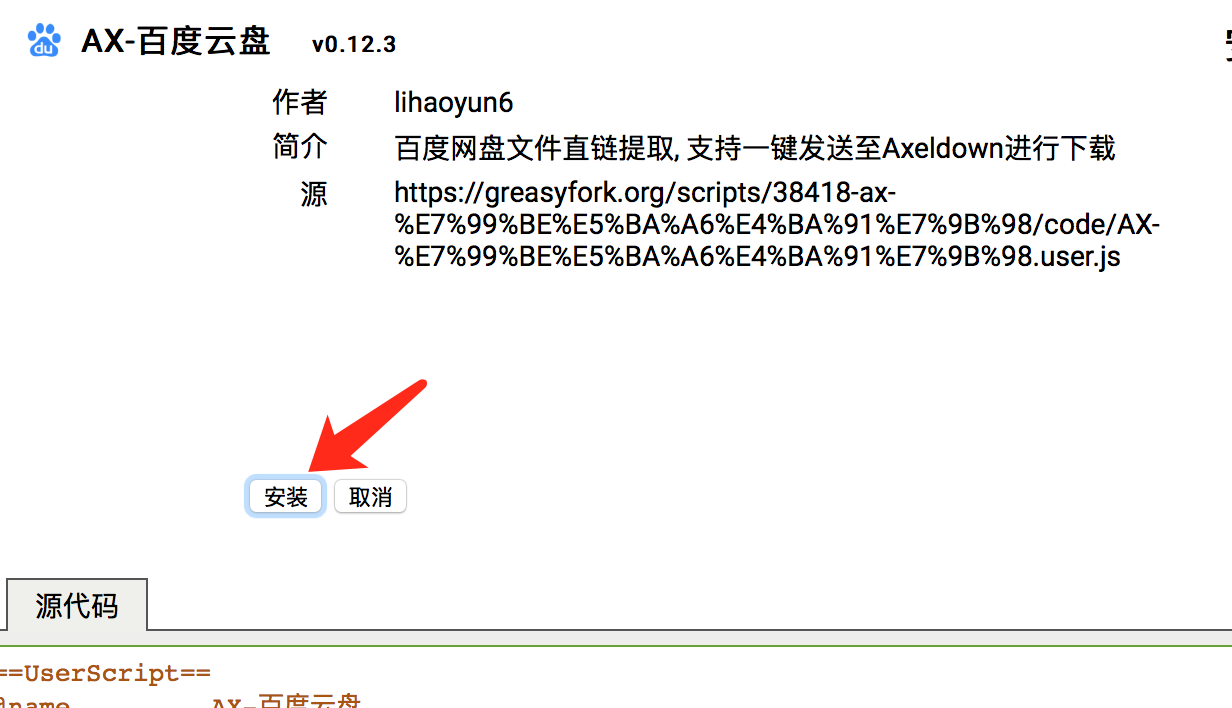 du AX-百度云盘 v0.12.3
作者 lihaoyun6
简介 百度网盘文件直链提取, 支持一键发送至Axeldown进行下载
源 https://greasyfork.org/scripts/38418-ax-
%E7%99%BE%E5%BA%A6%E4%BA%91%E7%9B%98/code/AX-
%E7%99%BE%E5%BA%A6%E4%BA%91%E7%9B%98.user.js
安装 取消
源代码
==UserScript==
@name AX-百度云盘